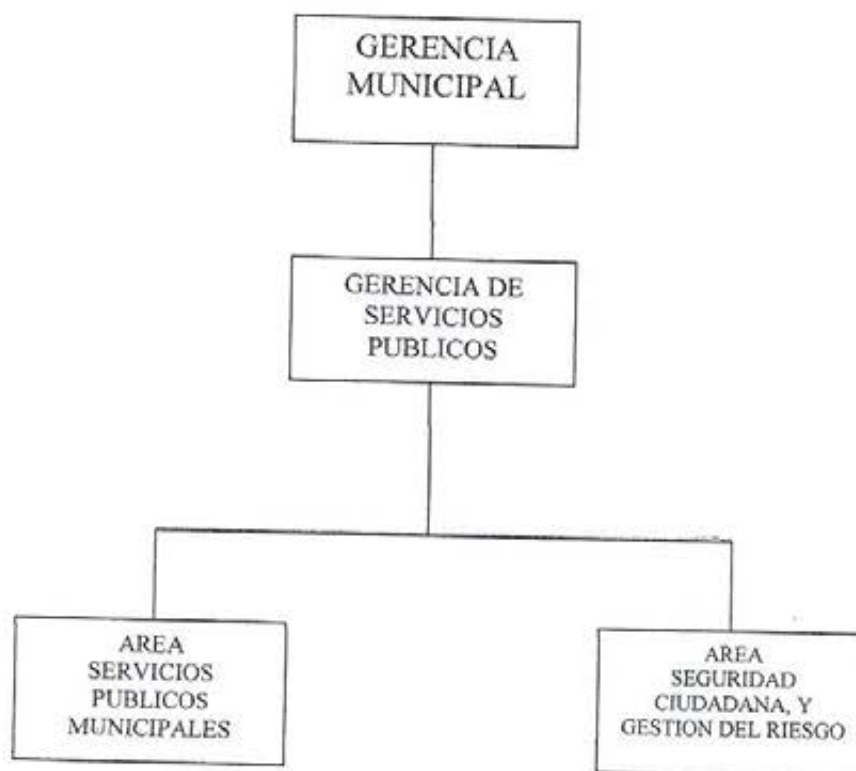 GERENCIA
MUNICIPAL
GERENCIA DE
SERVICIOS
PUBLICOS
AREA
SERVICIOS
PUBLICOS
MUNICIPALES
AREA
SEGURIDAD
CIUDADANA, Y
GESTION DEL RIESGO